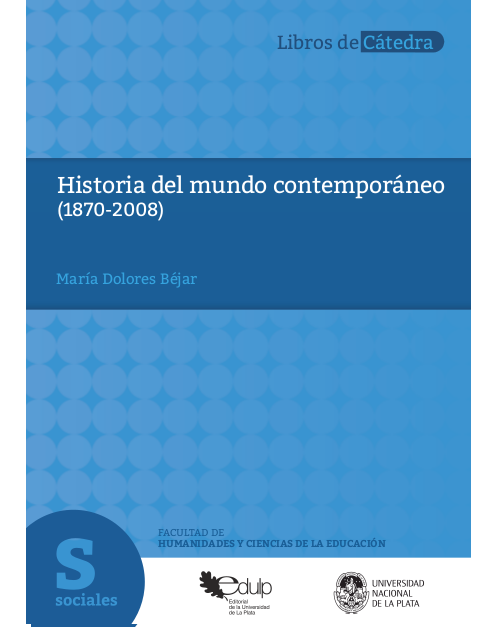 Libros de Cátedra
Historia del mundo contemporáneo
(1870-2008)
María Dolores Béjar
FACULTAD DE
HUMANIDADES Y CIENCIAS DE LA EDUCACIÓN
S
sociales
edulp
Editorial
de la Universidad
de La Plata
UNIVERSIDAD
NACIONAL
DE LA PLATA